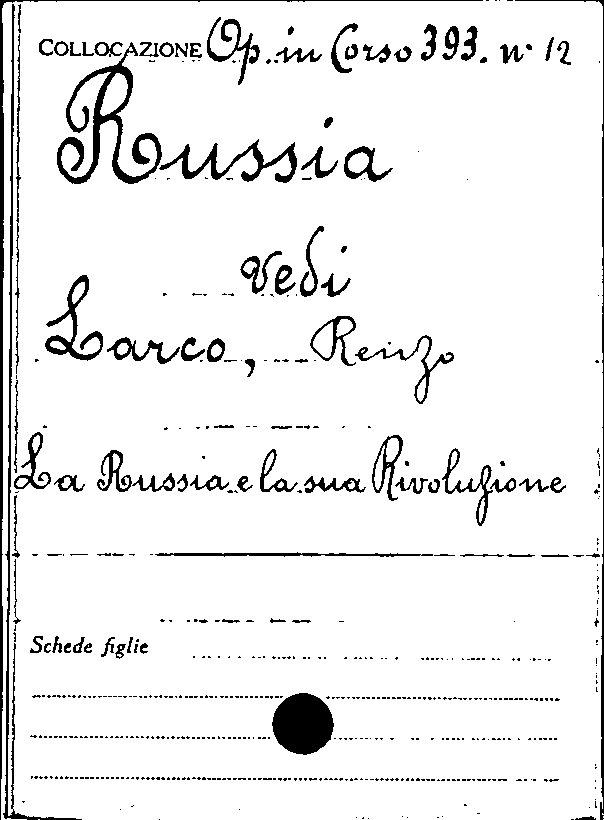 COLLOCAZIONE Op. in Corso 393. n. 12
Russia
vedi
Larco, Renzo
La Russia e la sua Rivoluzione
Schede figlie